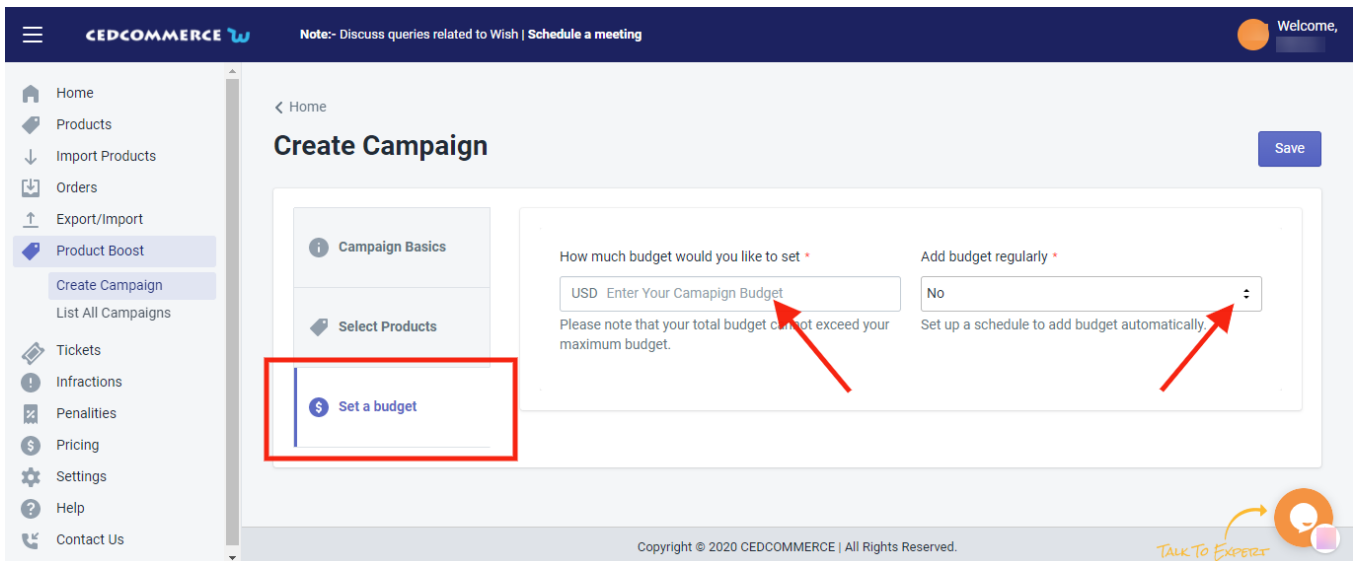 CEDCOMMERCE
Note:- Discuss queries related to Wish | Schedule a meeting
Welcome,
Home
Products
Import Products
Orders
Export/Import
Product Boost
Create Campaign
List All Campaigns
Tickets
Infractions
Penalities
Pricing
Settings
Help
Contact Us
Home
Create Campaign
Save
Campaign Basics
Select Products
Set a budget
How much budget would you like to set *
USD Enter Your Camapign Budget
Please note that your total budget cannot exceed your
maximum budget.
Add budget regularly *
No
Set up a schedule to add budget automatically.
Copyright © 2020 CEDCOMMERCE | All Rights Reserved.
TALK TO EXPERT